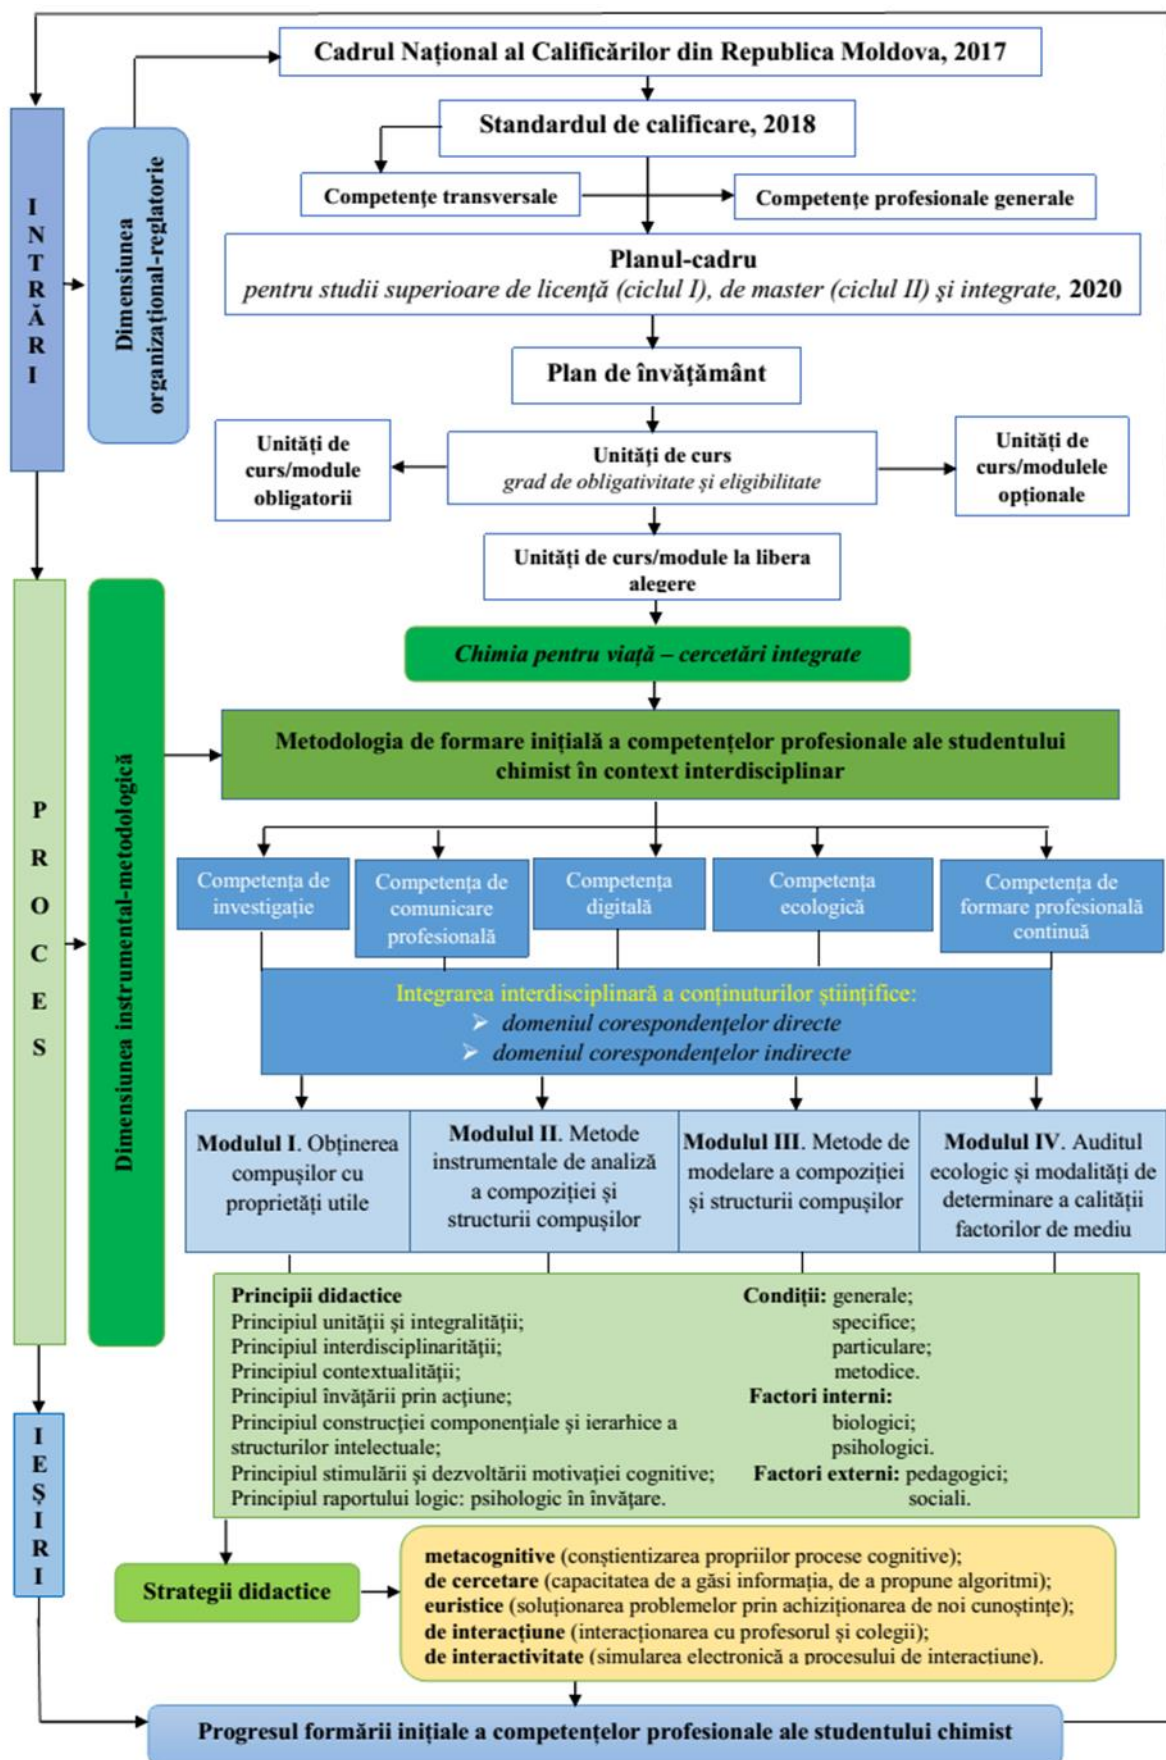 Cadrul Național al Calificărilor din Republica Moldova, 2017
Standardul de calificare, 2018
Competențe transversale
Competențe profesionale generale
INTRĂRI
Dimensiunea
organizațional-reglatorie
Planul-cadru
pentru studii superioare de licență (ciclul I), de master (ciclul II) și integrate, 2020
Plan de învățământ
Unități de
curs/module
obligatorii
Unități de curs
grad de obligativitate și eligibilitate
Unități de
curs/modulele
opționale
Unități de curs/module la libera
alegere
Chimia pentru viață – cercetări integrate
PROCES
Dimensiunea instrumental-metodologică
Metodologia de formare inițială a competențelor profesionale ale studentului
chimist în context interdisciplinar
Competența de
investigație
Competența de
comunicare
profesională
Competența
digitală
Competența
ecologică
Competența de
formare profesională
continuă
Integrarea interdisciplinară a conținuturilor științifice:
➢ domeniul corespondențelor directe
➢ domeniul corespondențelor indirecte
Modulul I. Obținerea
compușilor cu
proprietăți utile
Modulul II. Metode
instrumentale de analiză
a compoziției și
structurii compușilor
Modulul III. Metode de
modelare a compoziției
și structurii compușilor
Modulul IV. Auditul
ecologic și modalități de
determinare a calității
factorilor de mediu
Principii didactice
Principiul unității și integralității;
Principiul interdisciplinarității;
Principiul contextualității;
Principiul învățării prin acțiune;
Principiul construcției componențiale și ierarhice a
structurilor intelectuale;
Principiul stimulării și dezvoltării motivației cognitive;
Principiul raportului logic: psihologic în învățare.
Condiții: generale;
specifice;
particulare;
metodice.
Factori interni:
biologici;
psihologici.
Factori externi: pedagogici;
sociali.
IEȘIRI
Strategii didactice
metacognitive (conștientizarea propriilor procese cognitive);
de cercetare (capacitatea de a găsi informația, de a propune algoritmi);
euristice (soluționarea problemelor prin achiziționarea de noi cunoștințe);
de interacțiune (interacționarea cu profesorul și colegii);
de interactivitate (simularea electronică a procesului de interacțiune).
Progresul formării inițiale a competențelor profesionale ale studentului chimist